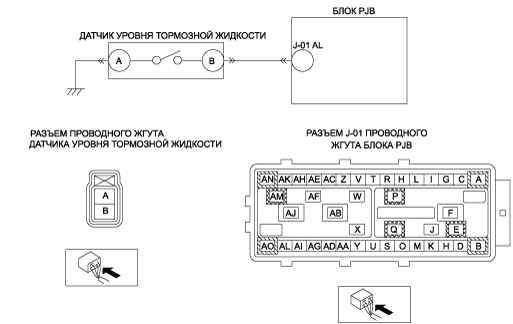 БЛОК PJB
ДАТЧИК УРОВНЯ ТОРМОЗНОЙ ЖИДКОСТИ
J-01 AL
A B
РАЗЪЕМ ПРОВОДНОГО ЖГУТА
ДАТЧИКА УРОВНЯ ТОРМОЗНОЙ ЖИДКОСТИ
РАЗЪЕМ J-01 ПРОВОДНОГО
ЖГУТА БЛОКА PJB
A
B
AN AK AH AE AC Z V T R H L I G C A
AM AF W P
AJ AB F
X Q J E
AO AL AI AG AD AA Y U S O M K H D B